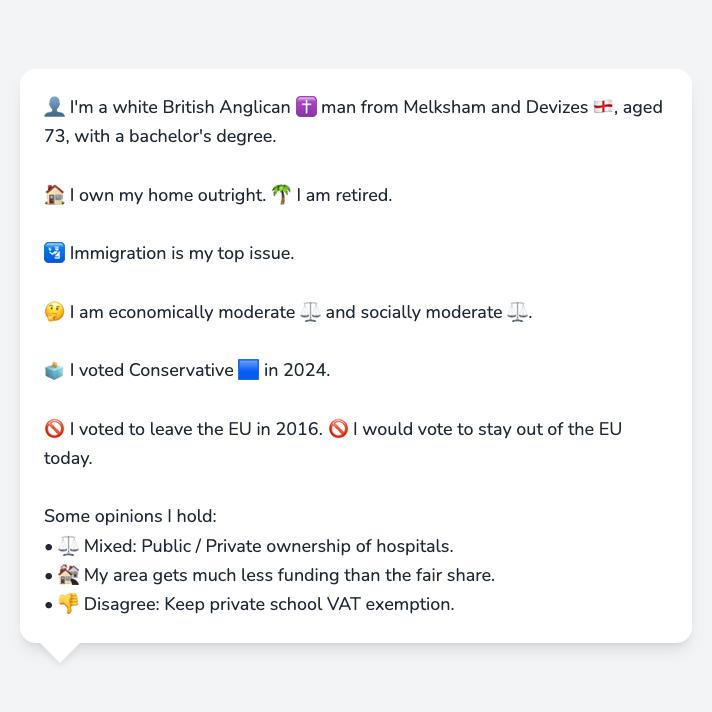 👤 I'm a white British Anglican ✝️ man from Melksham and Devizes 🏴󠁧󠁢󠁥󠁮󠁧󠁿, aged
73, with a bachelor's degree.
🏠 I own my home outright. 🌴 I am retired.
🛂 Immigration is my top issue.
🤔 I am economically moderate ⚖️ and socially moderate ⚖️.
🗳️ I voted Conservative 🟦 in 2024.
🚫 I voted to leave the EU in 2016. 🚫 I would vote to stay out of the EU
today.
Some opinions I hold:
• ⚖️ Mixed: Public / Private ownership of hospitals.
• 🏚️ My area gets much less funding than the fair share.
• 👎 Disagree: Keep private school VAT exemption.